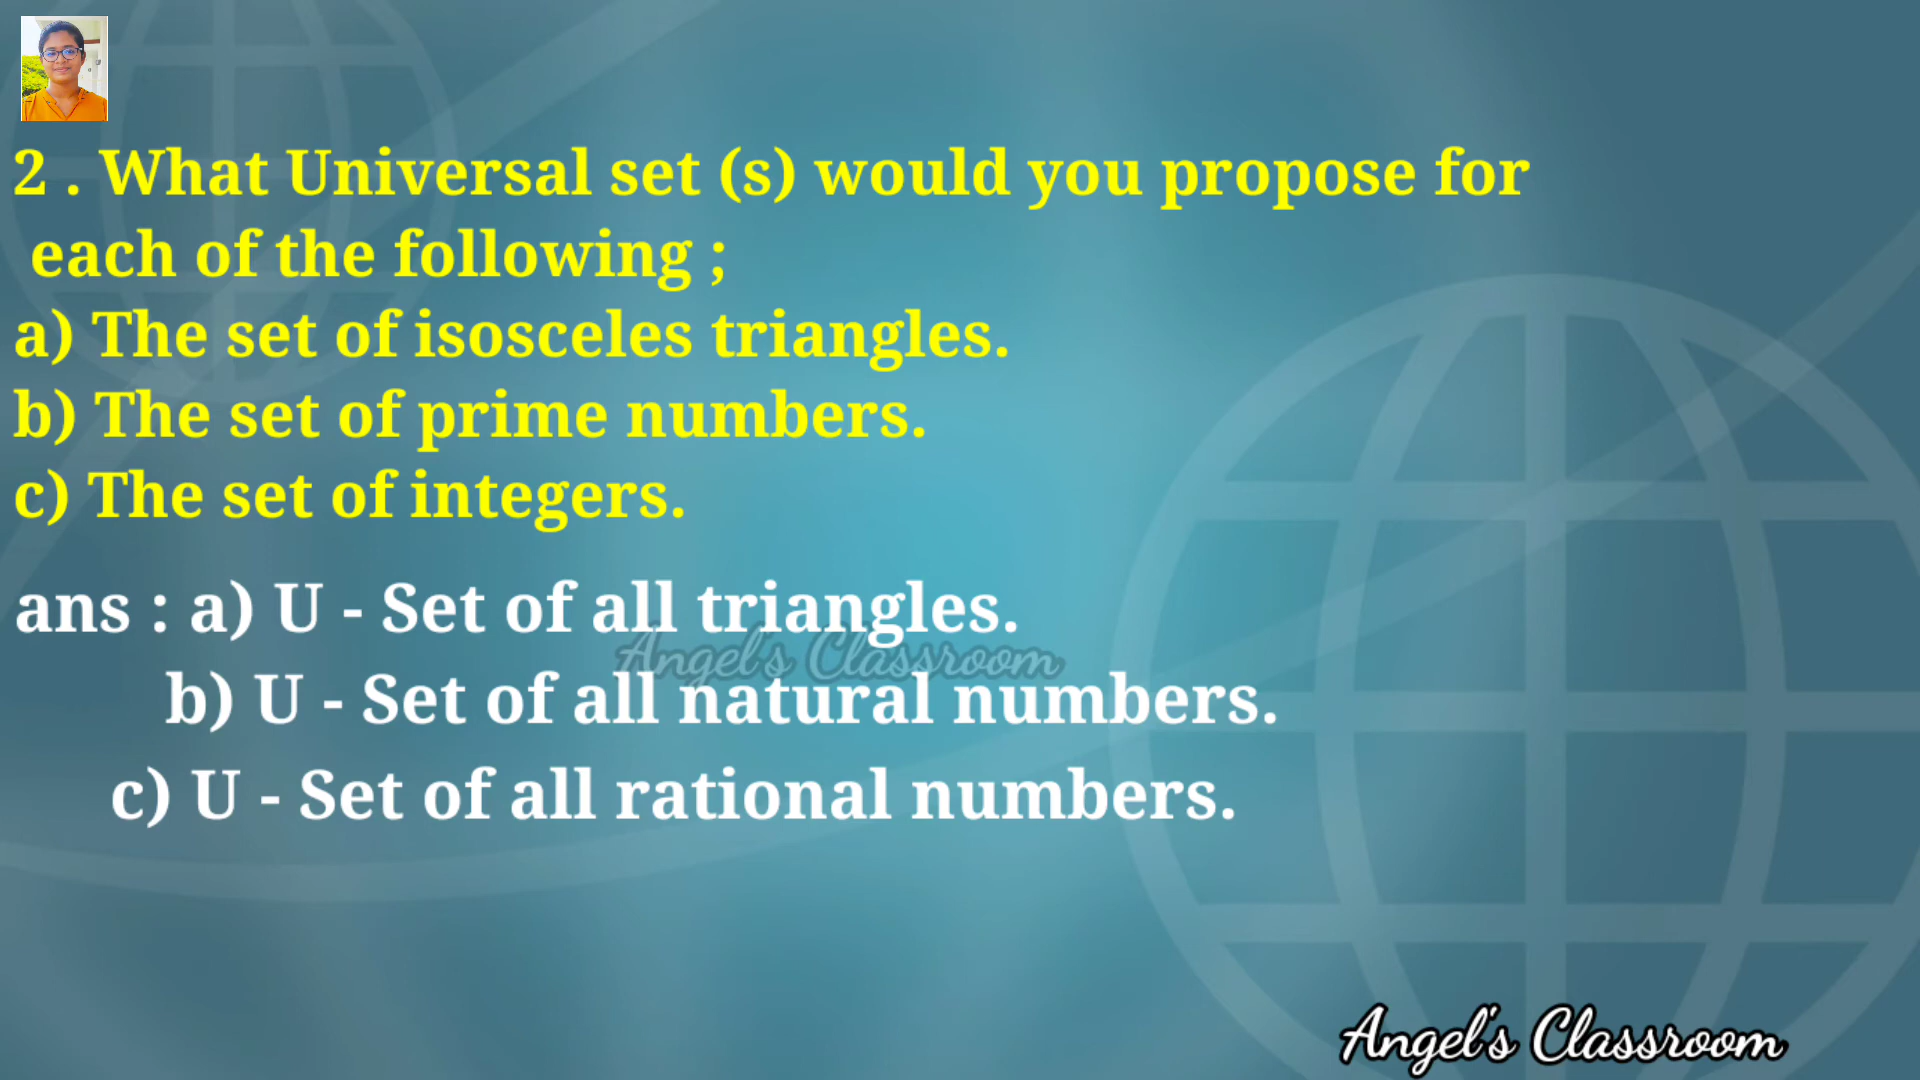 2 . What Universal set (s) would you propose for
each of the following ;
a) The set of isosceles triangles.
b) The set of prime numbers.
c) The set of integers.
ans : a) U - Set of all triangles.
Angel's Classroom
b) U - Set of all natural numbers.
c) U - Set of all rational numbers.
Angel's Classroom